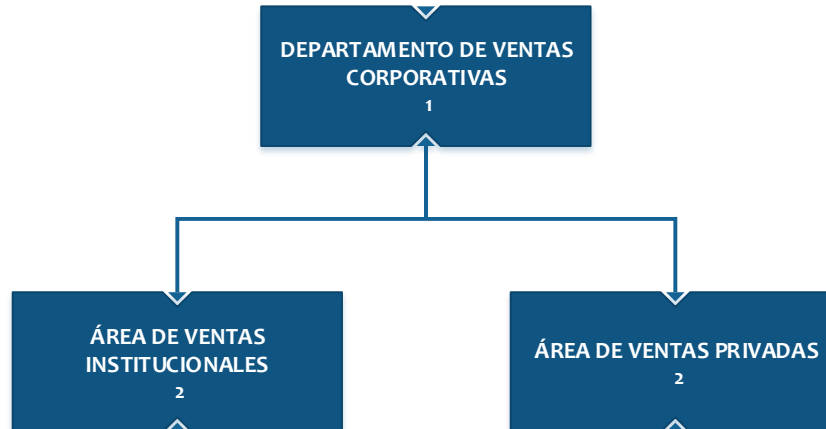 DEPARTAMENTO DE VENTAS
CORPORATIVAS
1
ÁREA DE VENTAS
INSTITUCIONALES
2
ÁREA DE VENTAS PRIVADAS
2